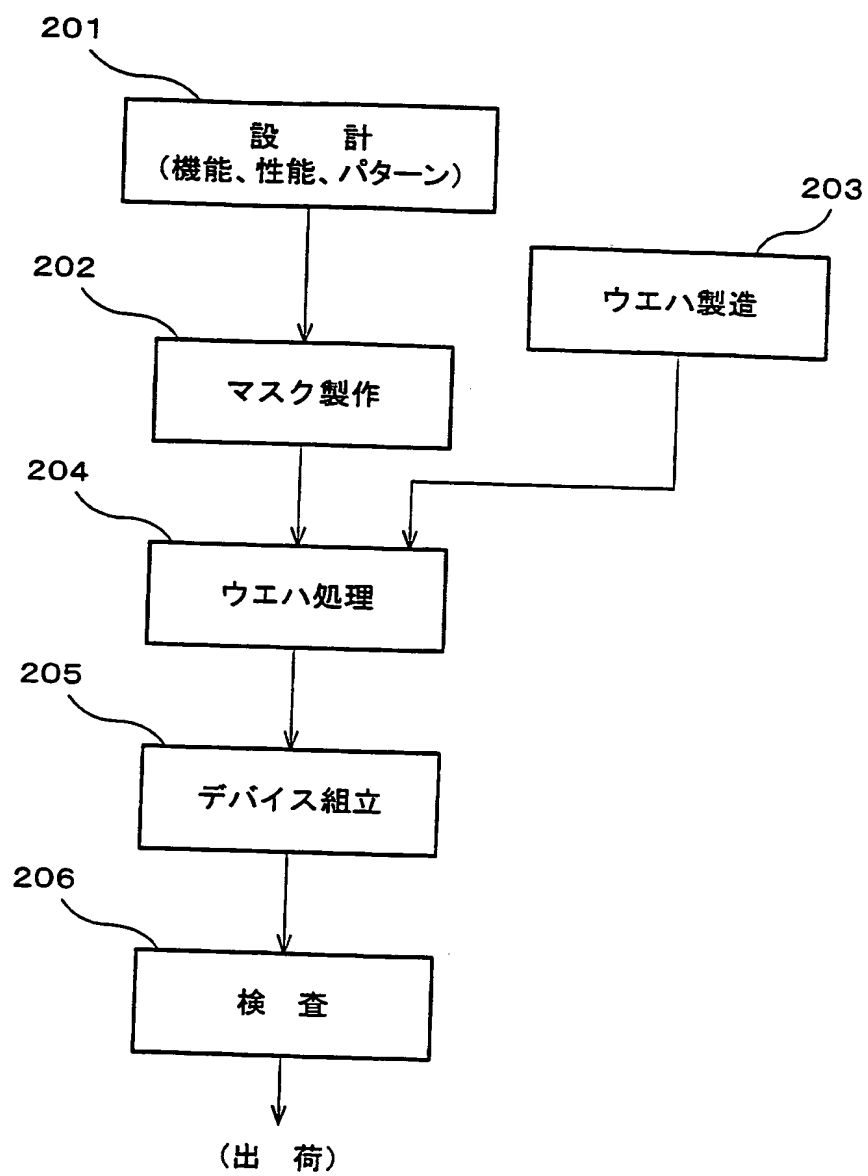 201
設　計
(機能、性能、パターン)
203
ウエハ製造
202
マスク製作
204
ウエハ処理
205
デバイス組立
206
検　査
(出　荷)